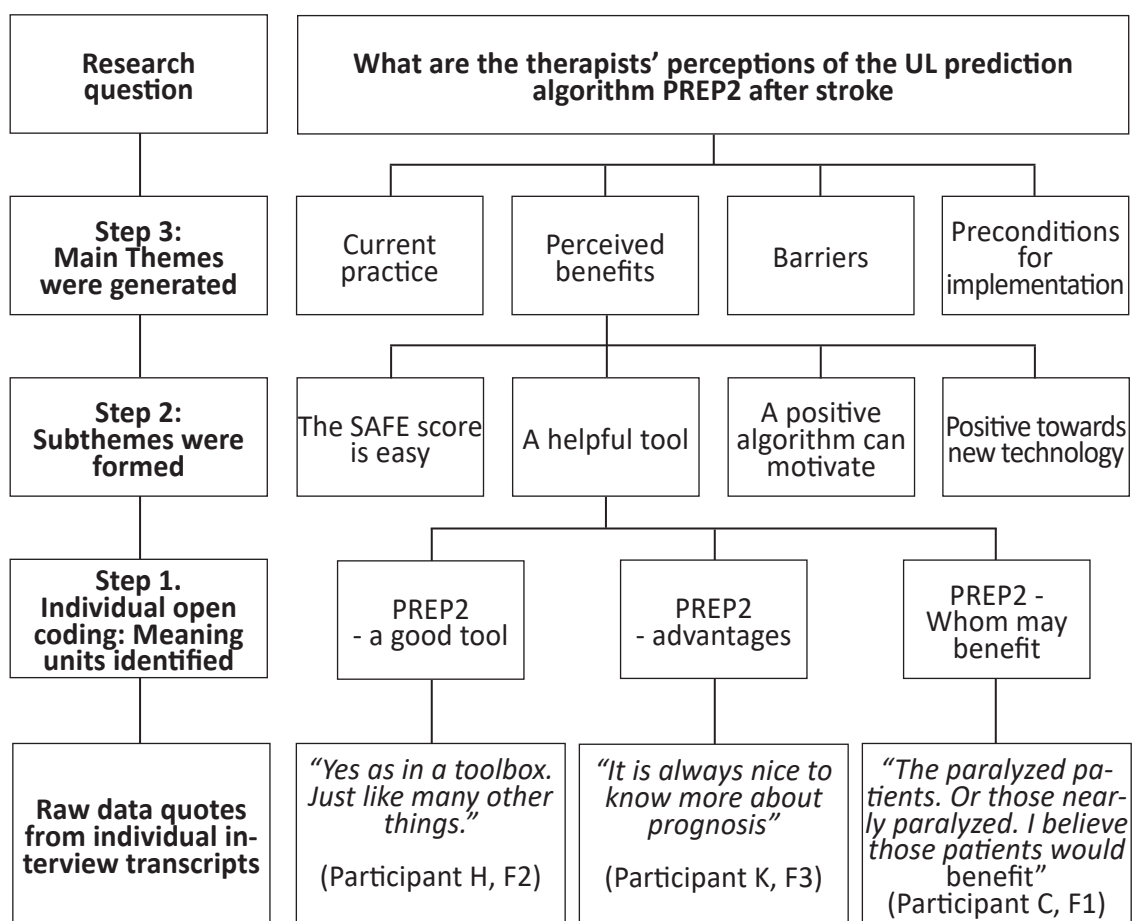 Research
question
What are the therapists’ perceptions of the UL prediction
algorithm PREP2 after stroke
Step 3:
Main Themes
were generated
Current
practice
Perceived
benefits
Barriers
Preconditions
for
implementation
Step 2:
Subthemes were
formed
The SAFE score
is easy
A helpful tool
A positive
algorithm can
motivate
Positive towards
new technology
Step 1.
Individual open
coding: Meaning
units identified
PREP2
- a good tool
PREP2
- advantages
PREP2 -
Whom may
benefit
Raw data quotes
from individual in-
terview transcripts
“Yes as in a toolbox.
Just like many other
things.”
(Participant H, F2)
“It is always nice to
know more about
prognosis”
(Participant K, F3)
“The paralyzed pa-
tients. Or those near-
ly paralyzed. I believe
those patients would
benefit”
(Participant C, F1)